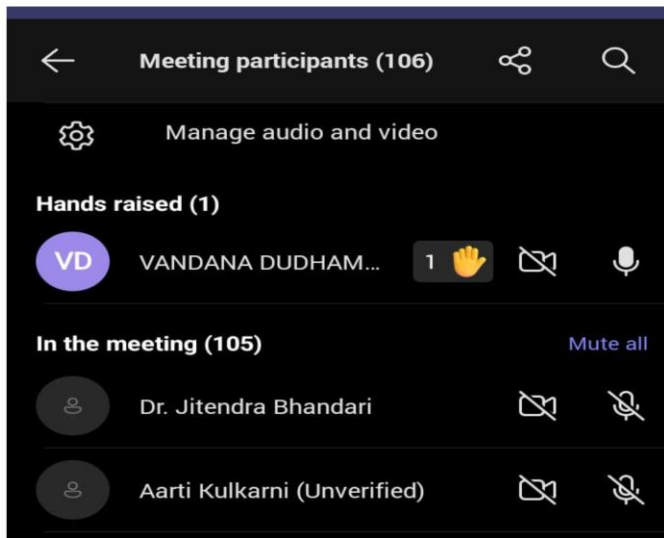 Meeting participants (106)
Manage audio and video
Hands raised (1)
VD VANDANA DUDHAM... 1
In the meeting (105) Mute all
Dr. Jitendra Bhandari
Aarti Kulkarni (Unverified)